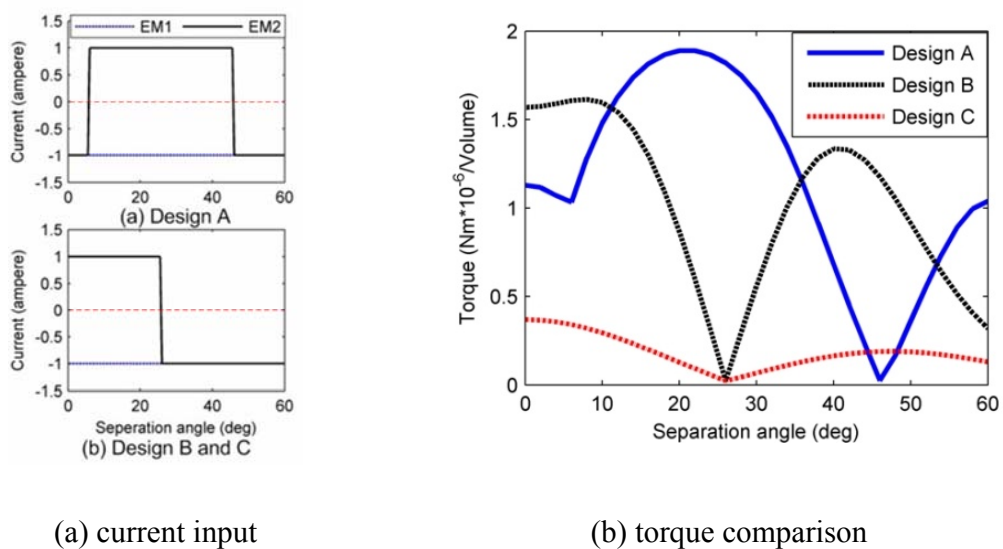 EM1 EM2
Current (ampere)
1.5
1
0.5
0
-0.5
-1
-1.5
0 20 40 60
(a) Design A
Current (ampere)
1.5
1
0.5
0
-0.5
-1
-1.5
0 20 40 60
Seperation angle (deg)
(b) Design B and C
(a) current input
Torque (Nm*10⁻⁶/Volume)
2
1.5
1
0.5
0
0 10 20 30 40 50 60
Separation angle (deg)
Design A
Design B
Design C
(b) torque comparison